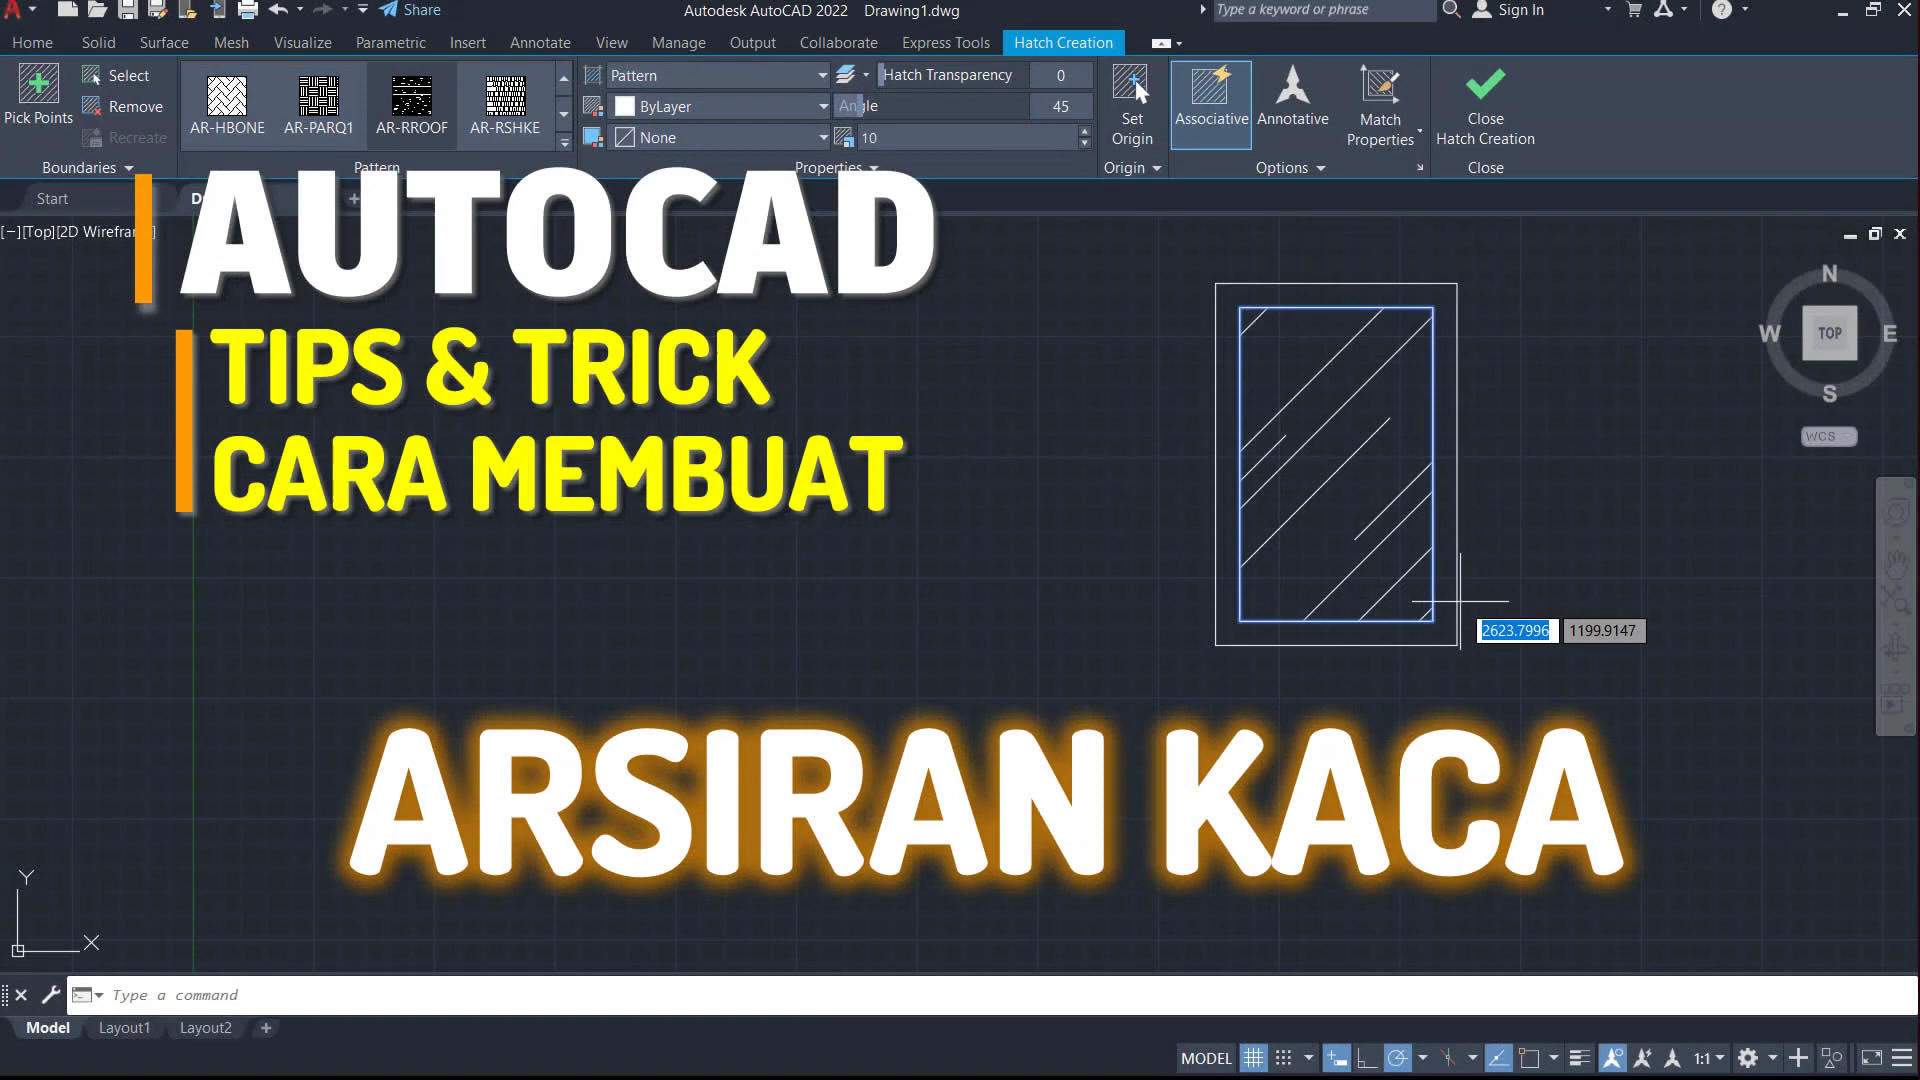 Share
Autodesk AutoCAD 2022 Drawing1.dwg
Type a keyword or phrase
Sign In
Home Solid Surface Mesh Visualize Parametric Insert Annotate View Manage Output Collaborate Express Tools Hatch Creation
Pick Points
Select
Remove
Recreate
Boundaries
AR-HBONE AR-PARQ1 AR-RROOF AR-RSHKE
Pattern
Pattern
ByLayer
None
Hatch Transparency 0
Angle 45
10
Properties
Set
Origin
Origin
Associative
Annotative
Match
Properties
Options
Close
Hatch Creation
Close
Start
[−][Top][2D
AUTOCAD
TIPS & TRICK
CARA MEMBUAT
N
W TOP E
S
WCS
2623.7996 1199.9147
ARSIRAN KACA
Y
X
Type a command
Model Layout1 Layout2
MODEL
1:1